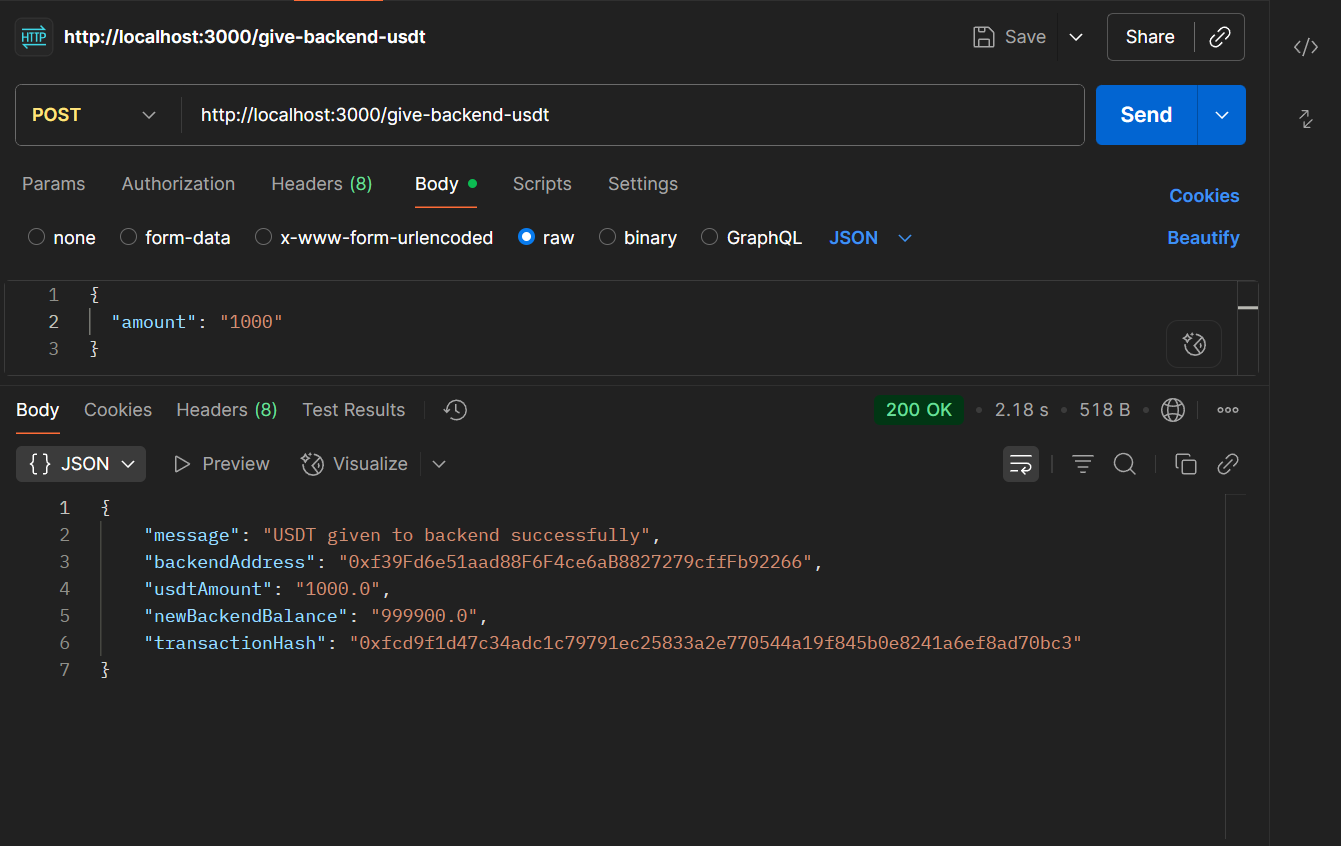 HTTP http://localhost:3000/give-backend-usdt Save Share
POST http://localhost:3000/give-backend-usdt Send
Params Authorization Headers (8) Body Scripts Settings Cookies
none form-data x-www-form-urlencoded raw binary GraphQL JSON Beautify
1 {
2 "amount": "1000"
3 }
Body Cookies Headers (8) Test Results 200 OK 2.18 s 518 B
{} JSON Preview Visualize
1 {
2 "message": "USDT given to backend successfully",
3 "backendAddress": "0xf39Fd6e51aad88F6F4ce6aB8827279cffFb92266",
4 "usdtAmount": "1000.0",
5 "newBackendBalance": "999900.0",
6 "transactionHash": "0xfcd9f1d47c34adc1c79791ec25833a2e770544a19f845b0e8241a6ef8ad70bc3"
7 }